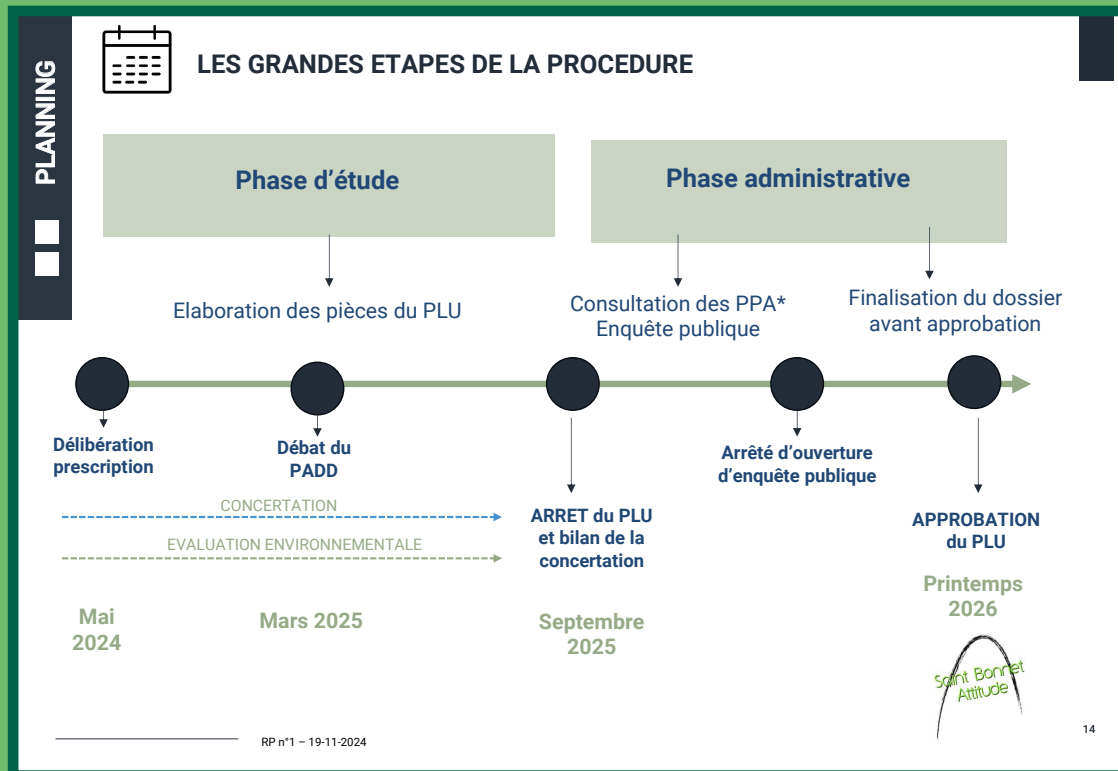 PLANNING
LES GRANDES ETAPES DE LA PROCEDURE
Phase d’étude
Phase administrative
Elaboration des pièces du PLU
Consultation des PPA*
Enquête publique
Finalisation du dossier
avant approbation
Délibération
prescription
Débat du
PADD
Arrêté d’ouverture
d’enquête publique
CONCERTATION
EVALUATION ENVIRONNEMENTALE
ARRET du PLU
et bilan de la
concertation
APPROBATION
du PLU
Mai
2024
Mars 2025
Septembre
2025
Printemps
2026
Saint Bonnet
Attitude
RP n°1 – 19-11-2024
14